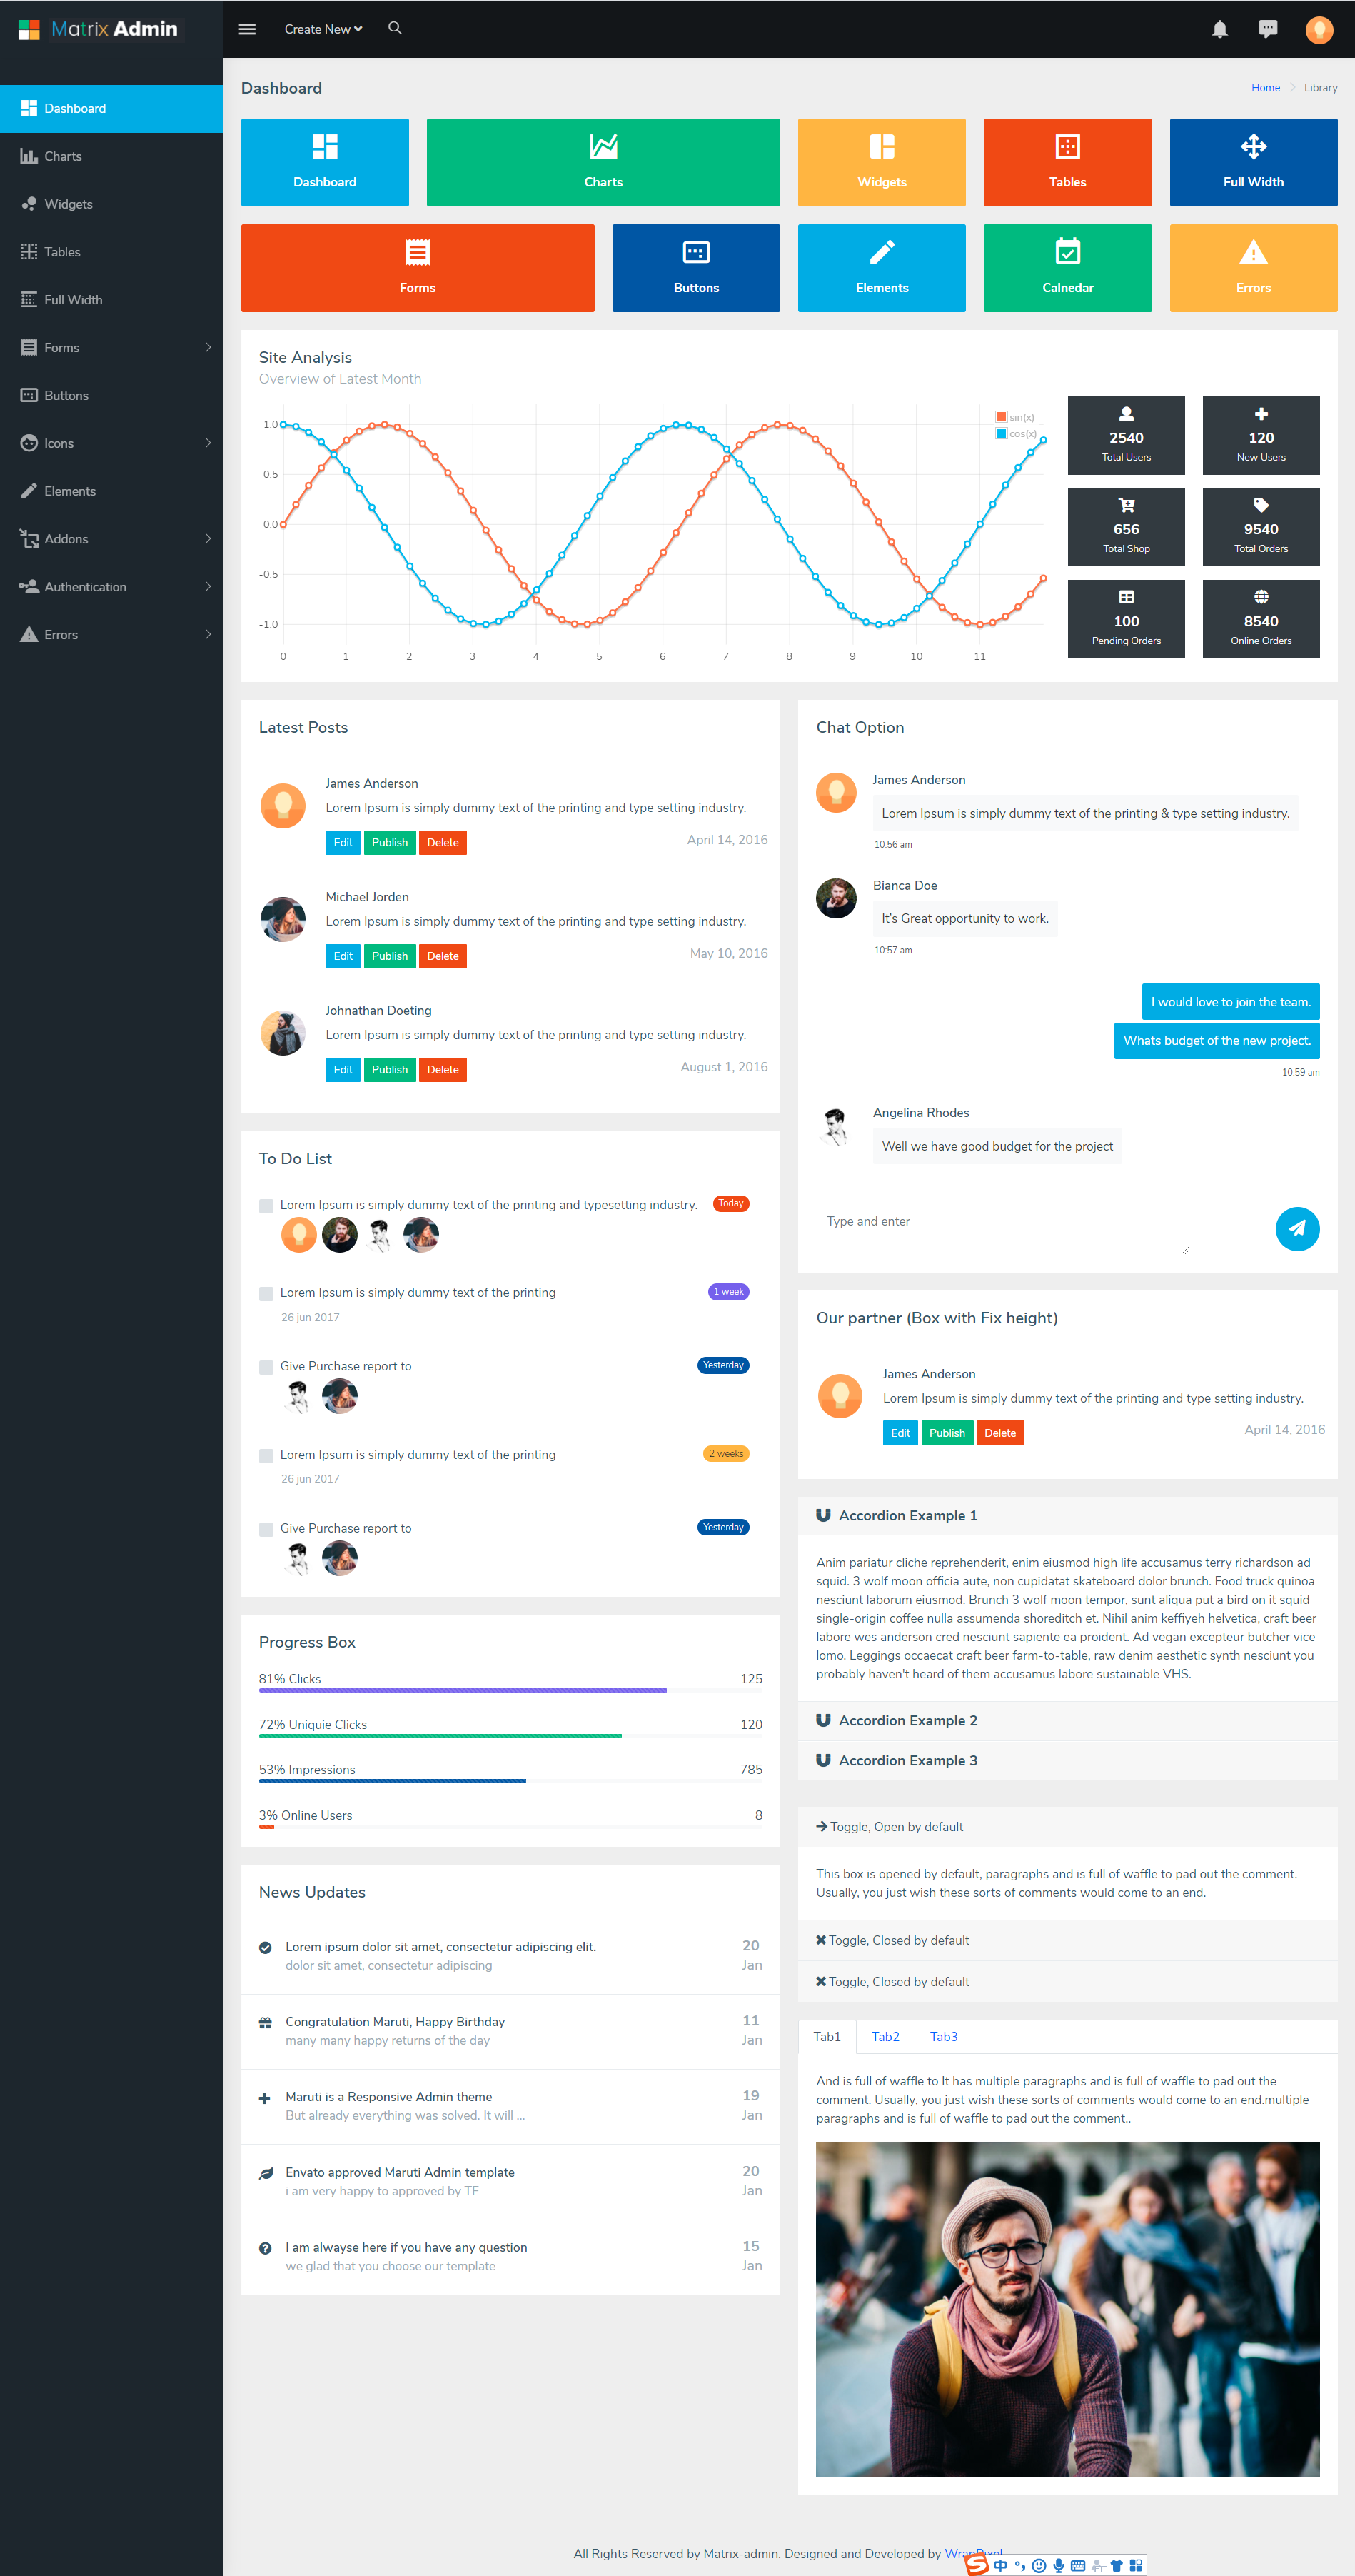 Matrix Admin
Create New
Dashboard
Charts
Widgets
Tables
Full Width
Forms
Buttons
Icons
Elements
Addons
Authentication
Errors
Dashboard
Home
Library
Dashboard
Charts
Widgets
Tables
Full Width
Forms
Buttons
Elements
Calnedar
Errors
Site Analysis
Overview of Latest Month
1.0
0.5
0.0
-0.5
-1.0
0 1 2 3 4 5 6 7 8 9 10 11
sin(x)
cos(x)
2540
Total Users
120
New Users
656
Total Shop
9540
Total Orders
100
Pending Orders
8540
Online Orders
Latest Posts
James Anderson
Lorem Ipsum is simply dummy text of the printing and type setting industry.
Edit Publish Delete April 14, 2016
Michael Jorden
Lorem Ipsum is simply dummy text of the printing and type setting industry.
Edit Publish Delete May 10, 2016
Johnathan Doeting
Lorem Ipsum is simply dummy text of the printing and type setting industry.
Edit Publish Delete August 1, 2016
To Do List
Lorem Ipsum is simply dummy text of the printing and typesetting industry. Today
Lorem Ipsum is simply dummy text of the printing 1 week
26 jun 2017
Give Purchase report to Yesterday
Lorem Ipsum is simply dummy text of the printing 2 weeks
26 jun 2017
Give Purchase report to Yesterday
Progress Box
81% Clicks 125
72% Uniquie Clicks 120
53% Impressions 785
3% Online Users 8
News Updates
Lorem ipsum dolor sit amet, consectetur adipiscing elit. 20
dolor sit amet, consectetur adipiscing Jan
Congratulation Maruti, Happy Birthday 11
many many happy returns of the day Jan
Maruti is a Responsive Admin theme 19
But already everything was solved. It will ... Jan
Envato approved Maruti Admin template 20
i am very happy to approved by TF Jan
I am alwayse here if you have any question 15
we glad that you choose our template Jan
Chat Option
James Anderson
Lorem Ipsum is simply dummy text of the printing & type setting industry.
10:56 am
Bianca Doe
It's Great opportunity to work.
10:57 am
I would love to join the team.
Whats budget of the new project.
10:59 am
Angelina Rhodes
Well we have good budget for the project
Type and enter
Our partner (Box with Fix height)
James Anderson
Lorem Ipsum is simply dummy text of the printing and type setting industry.
Edit Publish Delete April 14, 2016
Accordion Example 1
Anim pariatur cliche reprehenderit, enim eiusmod high life accusamus terry richardson ad
squid. 3 wolf moon officia aute, non cupidatat skateboard dolor brunch. Food truck quinoa
nesciunt laborum eiusmod. Brunch 3 wolf moon tempor, sunt aliqua put a bird on it squid
single-origin coffee nulla assumenda shoreditch et. Nihil anim keffiyeh helvetica, craft beer
labore wes anderson cred nesciunt sapiente ea proident. Ad vegan excepteur butcher vice
lomo. Leggings occaecat craft beer farm-to-table, raw denim aesthetic synth nesciunt you
probably haven't heard of them accusamus labore sustainable VHS.
Accordion Example 2
Accordion Example 3
Toggle, Open by default
This box is opened by default, paragraphs and is full of waffle to pad out the comment.
Usually, you just wish these sorts of comments would come to an end.
Toggle, Closed by default
Toggle, Closed by default
Tab1 Tab2 Tab3
And is full of waffle to It has multiple paragraphs and is full of waffle to pad out the
comment. Usually, you just wish these sorts of comments would come to an end.multiple
paragraphs and is full of waffle to pad out the comment..
All Rights Reserved by Matrix-admin. Designed and Developed by WrapPixel
中